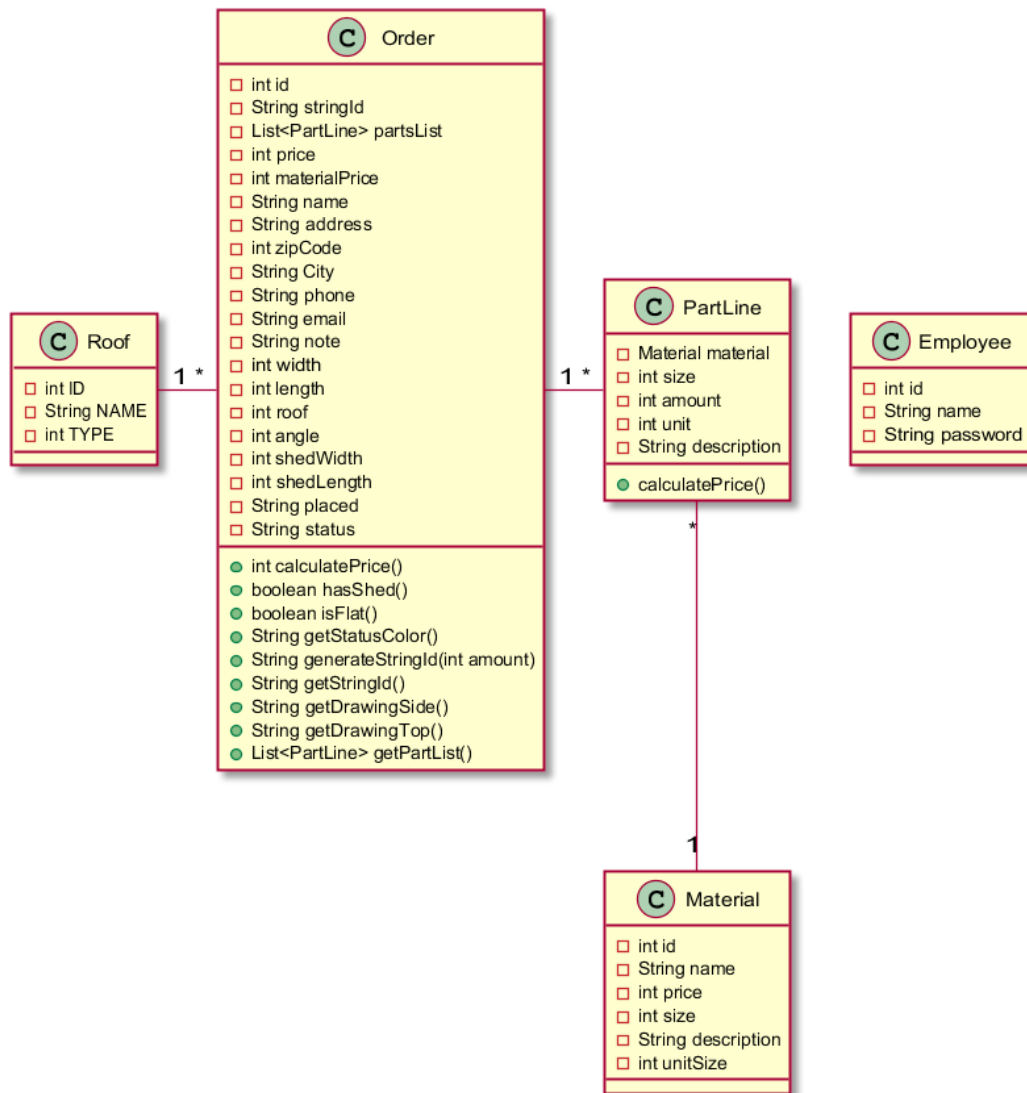 C Order
int id
String stringId
List<PartLine> partsList
int price
int materialPrice
String name
String address
int zipCode
String City
String phone
String email
String note
int width
int length
int roof
int angle
int shedWidth
int shedLength
String placed
String status
int calculatePrice()
boolean hasShed()
boolean isFlat()
String getStatusColor()
String generateStringId(int amount)
String getStringId()
String getDrawingSide()
String getDrawingTop()
List<PartLine> getPartList()
C Roof
int ID
String NAME
int TYPE
1 *
1 *
C PartLine
Material material
int size
int amount
int unit
String description
calculatePrice()
C Employee
int id
String name
String password
*
1
C Material
int id
String name
int price
int size
String description
int unitSize